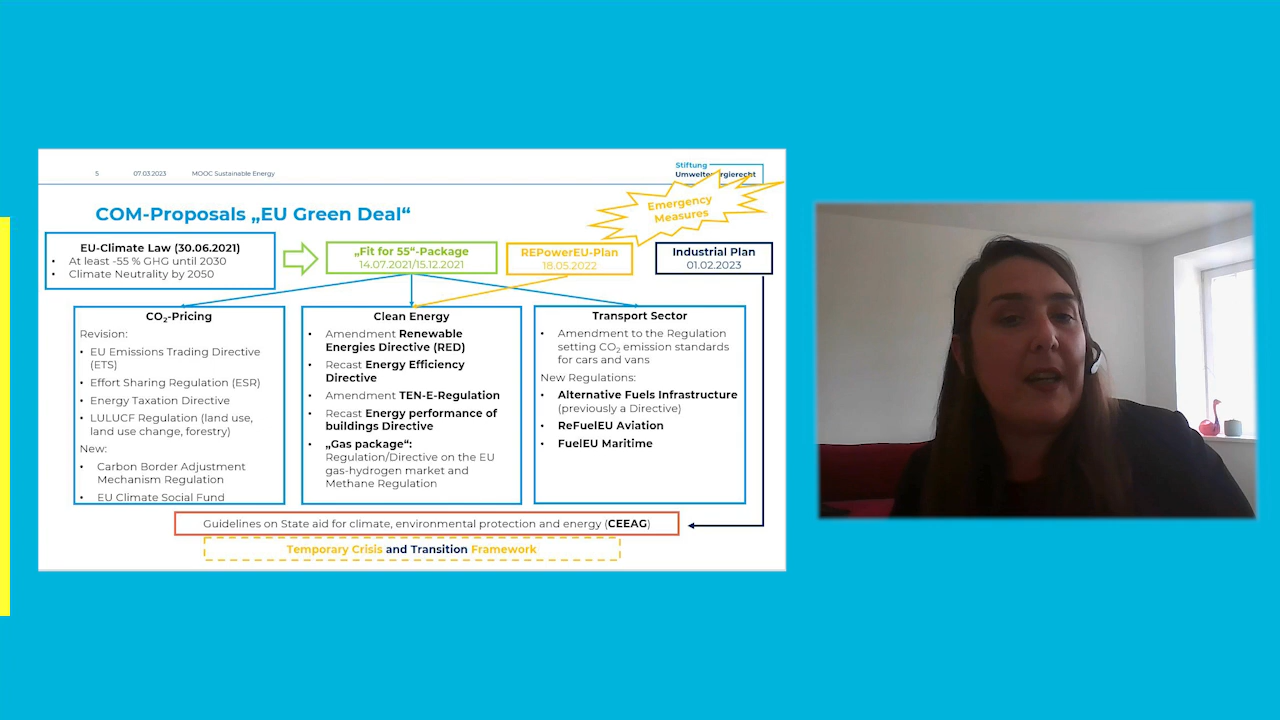 5 07.03.2023 MOOC Sustainable Energy
Stiftung
COM-Proposals „EU Green Deal“
Emergency
Measures
EU-Climate Law (30.06.2021)
• At least -55 % GHG until 2030
• Climate Neutrality by 2050
„Fit for 55“-Package
14.07.2021/15.12.2021
REPowerEU-Plan
18.05.2022
Industrial Plan
01.02.2023
CO₂-Pricing
Revision:
• EU Emissions Trading Directive
(ETS)
• Effort Sharing Regulation (ESR)
• Energy Taxation Directive
• LULUCF Regulation (land use,
land use change, forestry)
New:
• Carbon Border Adjustment
Mechanism Regulation
• EU Climate Social Fund
Clean Energy
• Amendment Renewable
Energies Directive (RED)
• Recast Energy Efficiency
Directive
• Amendment TEN-E-Regulation
• Recast Energy performance of
buildings Directive
• „Gas package“:
Regulation/Directive on the EU
gas-hydrogen market and
Methane Regulation
Transport Sector
• Amendment to the Regulation
setting CO₂ emission standards
for cars and vans
New Regulations:
• Alternative Fuels Infrastructure
(previously a Directive)
• ReFuelEU Aviation
• FuelEU Maritime
Guidelines on State aid for climate, environmental protection and energy (CEEAG)
Temporary Crisis and Transition Framework